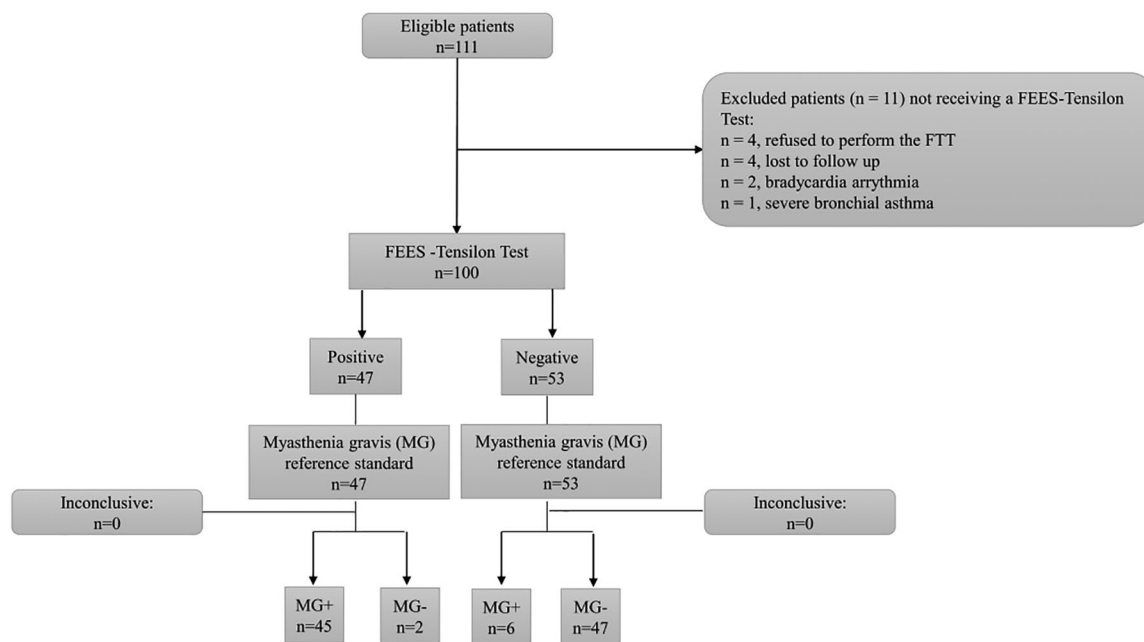 Eligible patients
n=111
Excluded patients (n = 11) not receiving a FEES-Tensilon
Test:
n = 4, refused to perform the FTT
n = 4, lost to follow up
n = 2, bradycardia arrythmia
n = 1, severe bronchial asthma
FEES -Tensilon Test
n=100
Positive
n=47
Negative
n=53
Myasthenia gravis (MG)
reference standard
n=47
Myasthenia gravis (MG)
reference standard
n=53
Inconclusive:
n=0
Inconclusive:
n=0
MG+
n=45
MG-
n=2
MG+
n=6
MG-
n=47